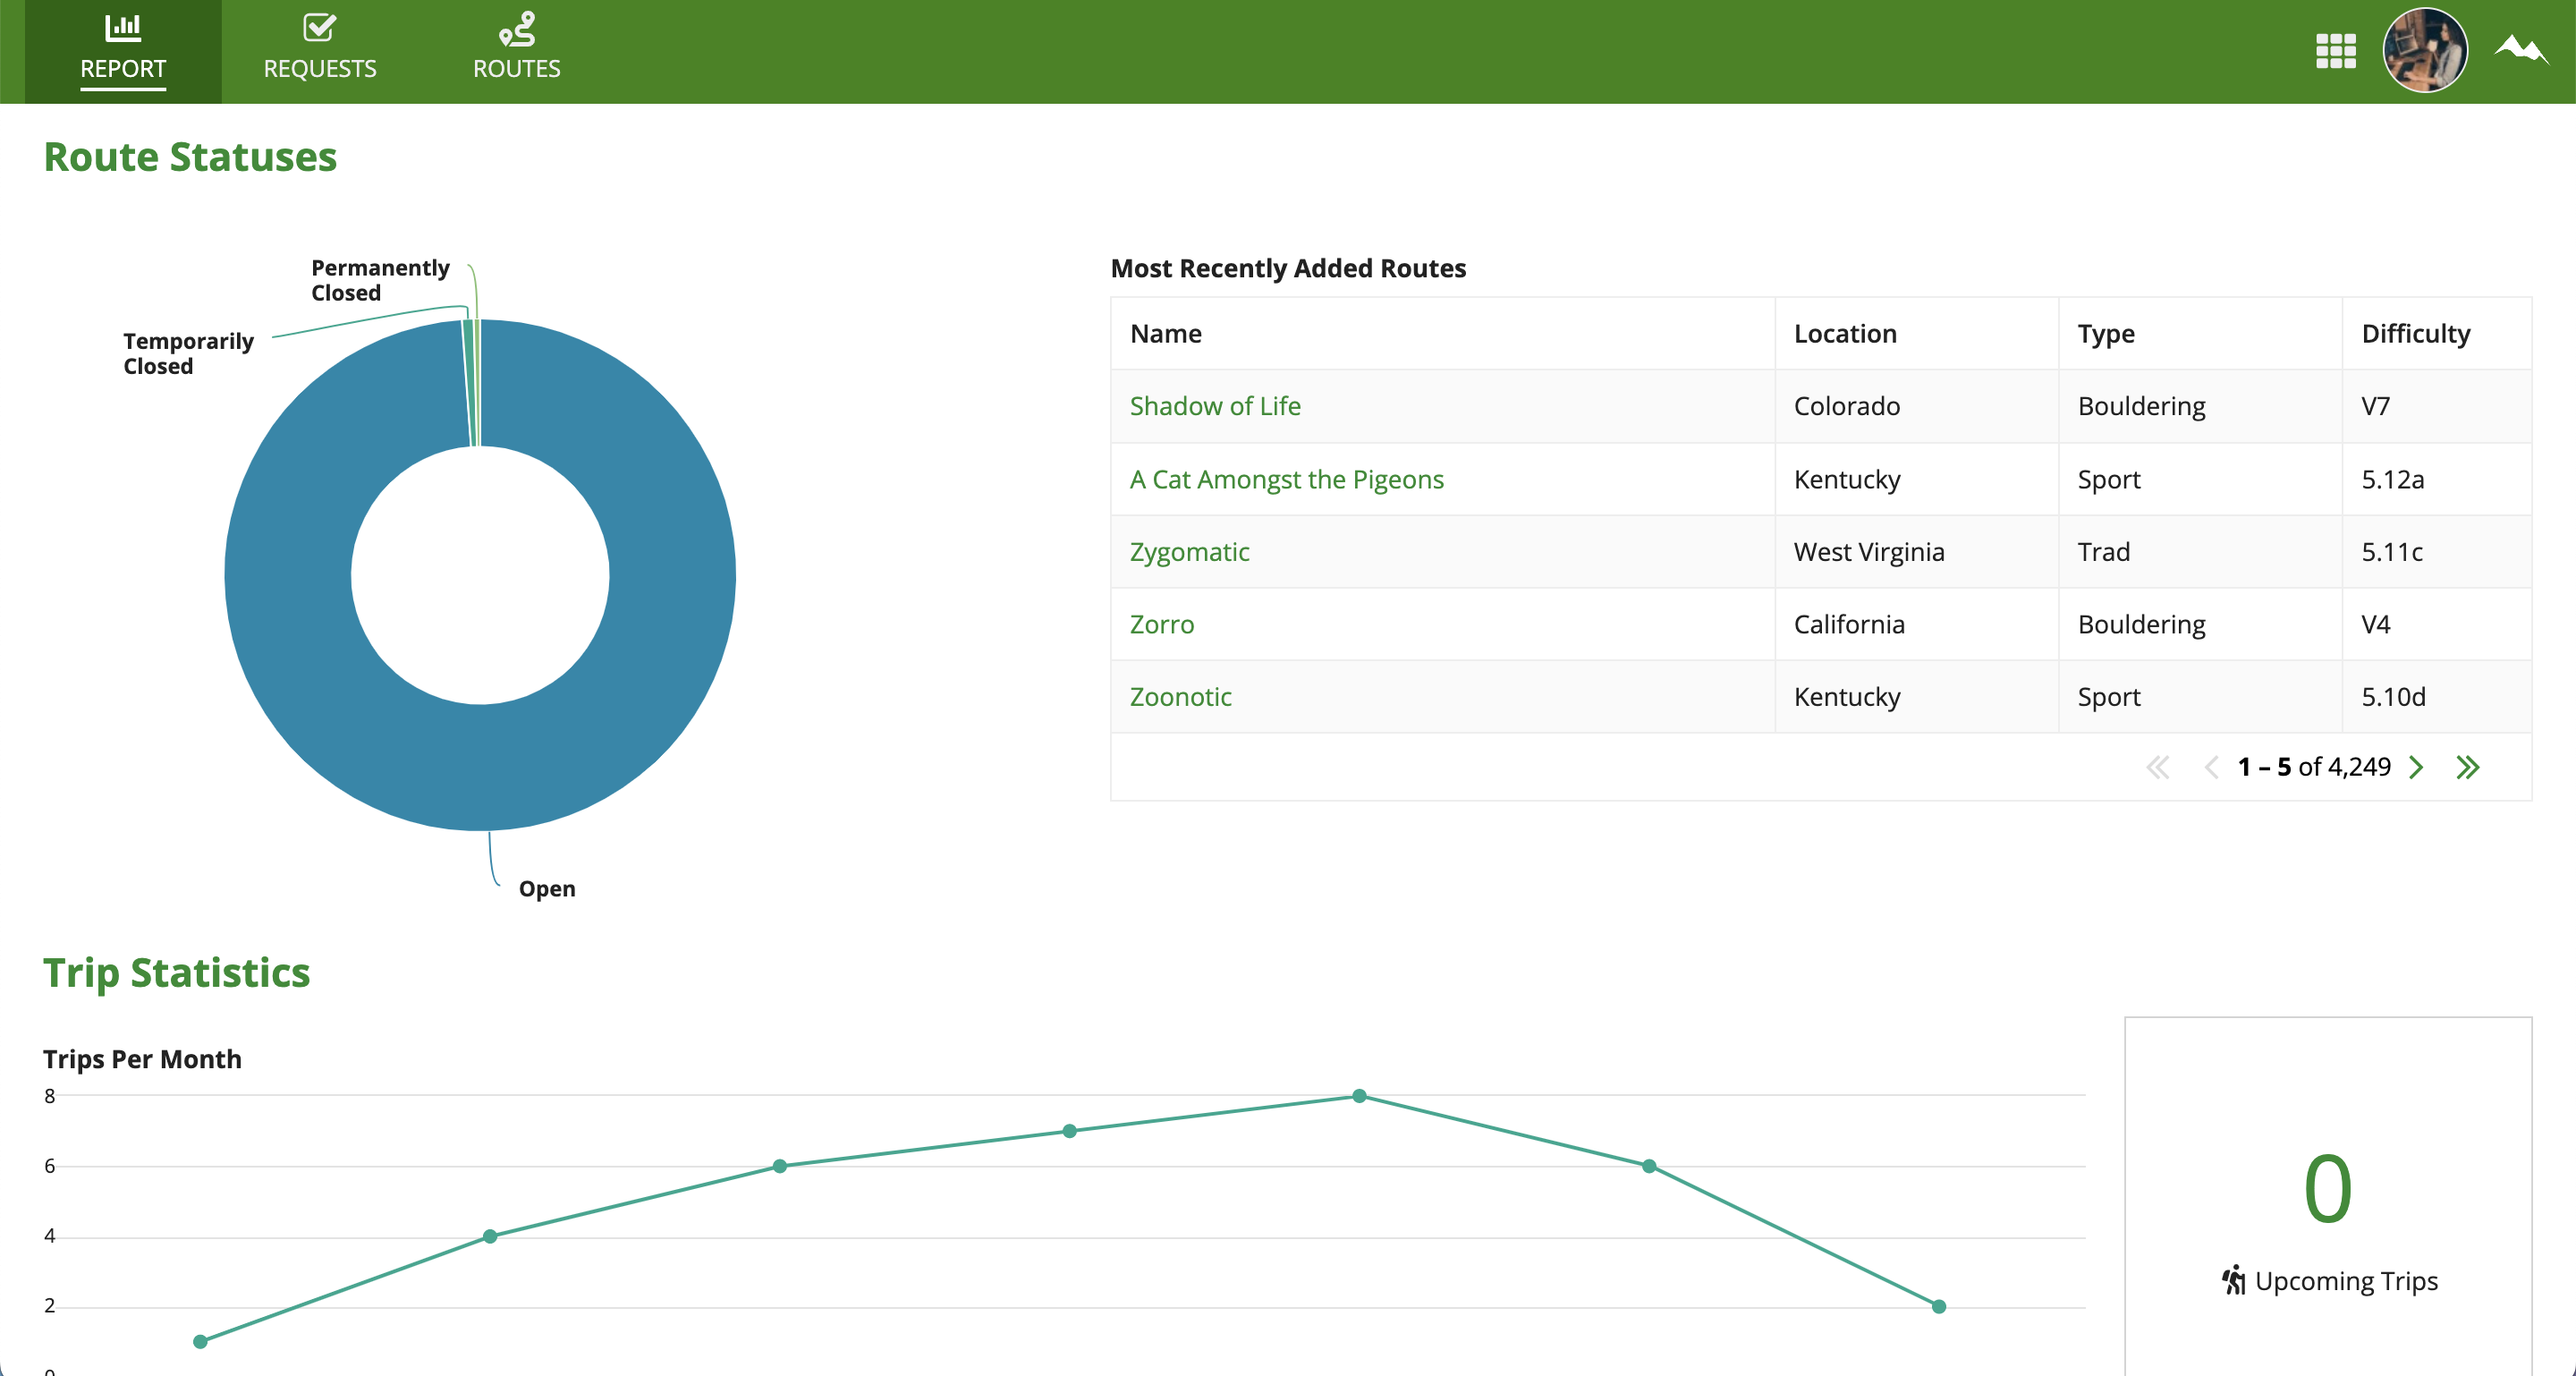 REPORT
REQUESTS
ROUTES
Route Statuses
Permanently
Closed
Temporarily
Closed
Open
Most Recently Added Routes
Name Location Type Difficulty
Shadow of Life Colorado Bouldering V7
A Cat Amongst the Pigeons Kentucky Sport 5.12a
Zygomatic West Virginia Trad 5.11c
Zorro California Bouldering V4
Zoonotic Kentucky Sport 5.10d
1 – 5 of 4,249
Trip Statistics
Trips Per Month
8
6
4
2
0
Upcoming Trips